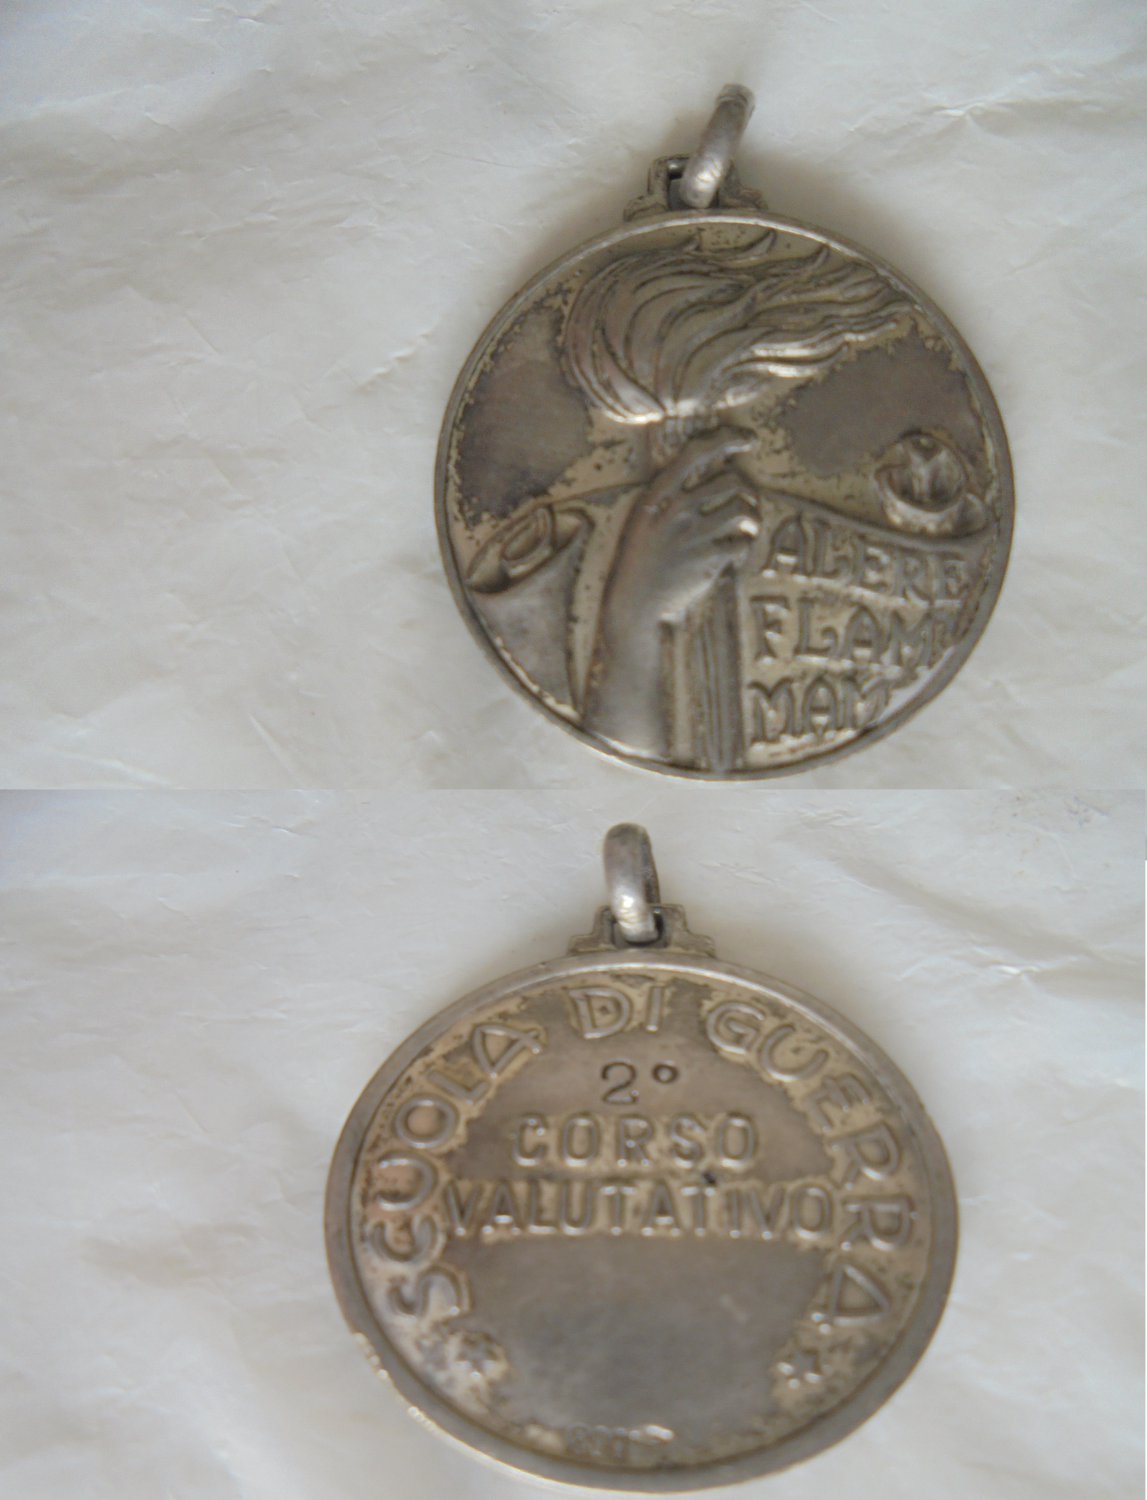 ALERE
FLAM
MAM
SCUOLA DI GUERRA
2°
CORSO
VALUTATIVO